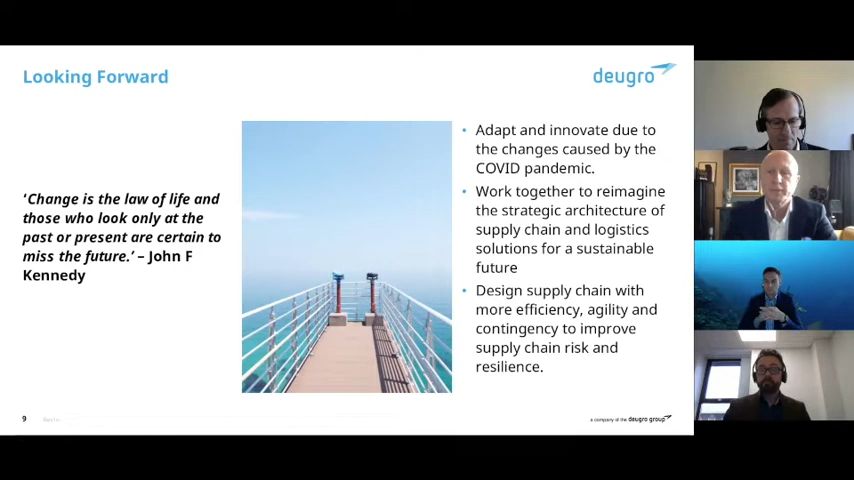 Looking Forward
deugro
'Change is the law of life and
those who look only at the
past or present are certain to
miss the future.' – John F
Kennedy
• Adapt and innovate due to
the changes caused by the
COVID pandemic.
• Work together to reimagine
the strategic architecture of
supply chain and logistics
solutions for a sustainable
future
• Design supply chain with
more efficiency, agility and
contingency to improve
supply chain risk and
resilience.
9
a company of the deugro group